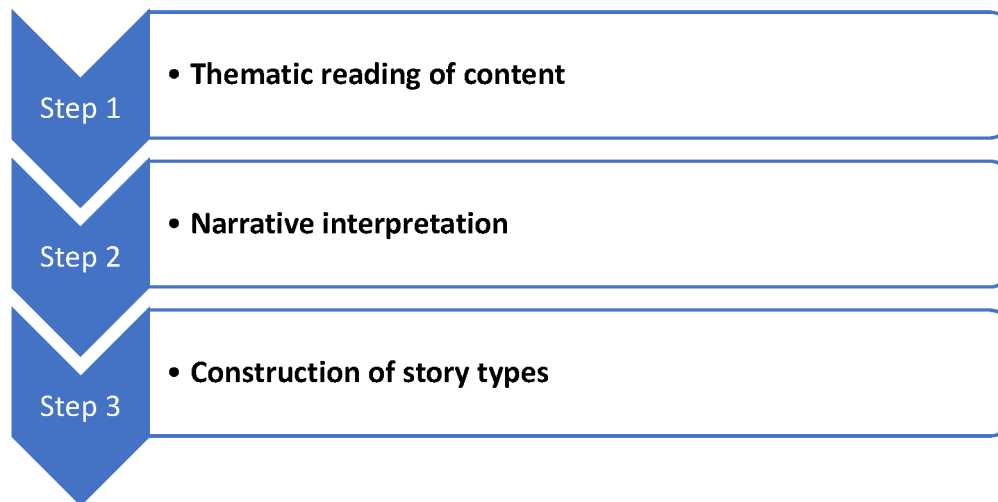 Step 1
• Thematic reading of content
Step 2
• Narrative interpretation
Step 3
• Construction of story types